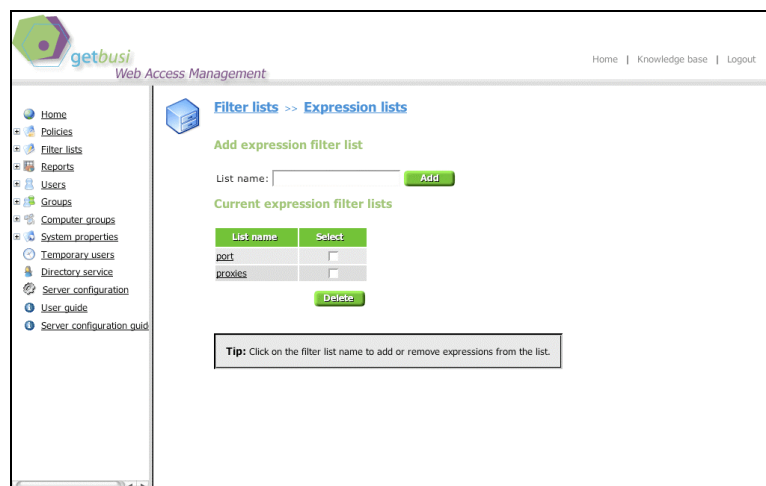 getbusi
Web Access Management
Home | Knowledge base | Logout
Home
Policies
Filter lists
Reports
Users
Groups
Computer groups
System properties
Temporary users
Directory service
Server configuration
User guide
Server configuration guid
Filter lists >> Expression lists
Add expression filter list
List name: Add
Current expression filter lists
List name Select
port
proxies
Delete
Tip: Click on the filter list name to add or remove expressions from the list.